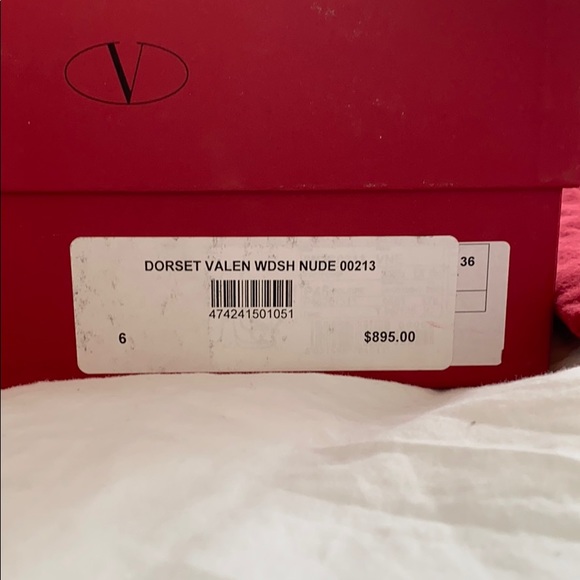 V
DORSET VALEN WDSH NUDE 00213
474241501051
6
$895.00
36